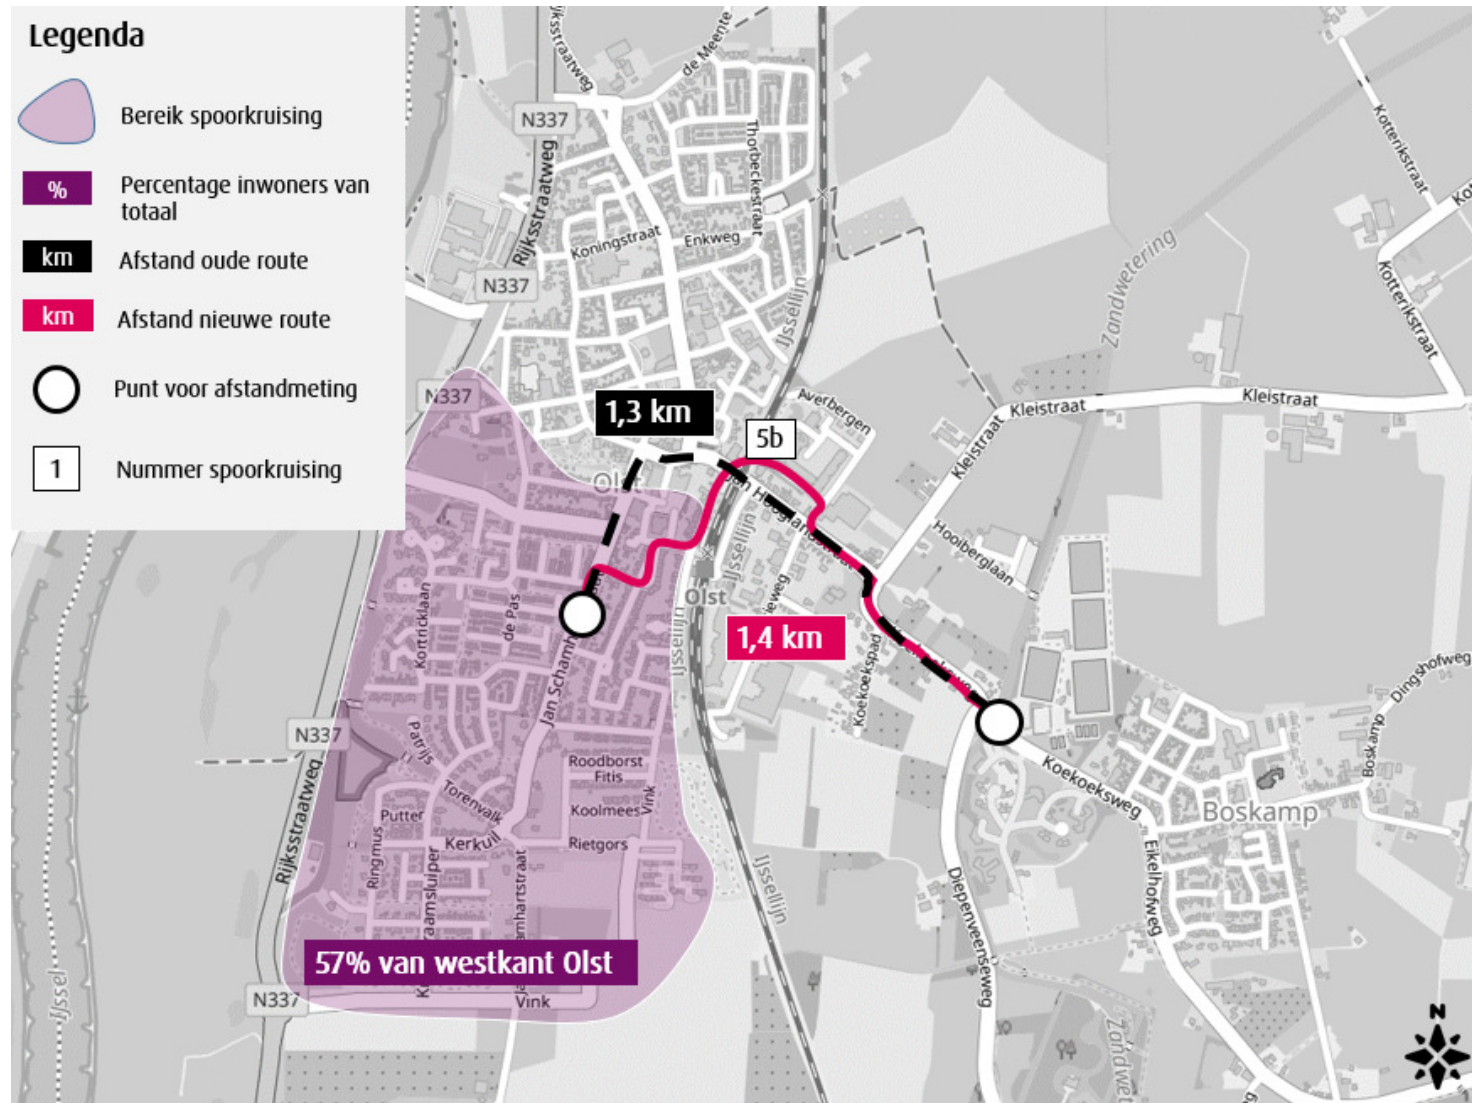 Legenda
Bereik spoorkruising
%
Percentage inwoners van
totaal
km
Afstand oude route
km
Afstand nieuwe route
Punt voor afstandmeting
1
Nummer spoorkruising
de Meente
N337
Rijksstraatweg
Thorbeckestraat
Koningstraat
Enkweg
N337
IJssellijn
N337
1,3 km
5b
Averbergen
Olst
Kleistraat
Kleistraat
Kleistraat
Kotterikstraat
Kotterikstraat
Zandwetering
Hooiberglaan
IJssellijn
IJssellijn
Olst
1,4 km
Koekoekspad
Kortricklaan
de Pas
N337
Rijksstraatweg
Patrijs
Torenvalk
Putter
Kerkuil
Ringmus
Roodborst
Fitis
Koolmees
Vink
Rietgors
57% van westkant Olst
N337
Vink
IJssel
IJssellijn
Koekoeksweg
Boskamp
Boskamp
Dingshofweg
Eikelhofweg
Diepenveenseweg
N